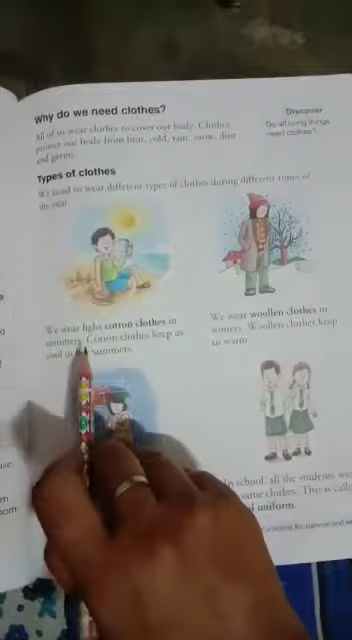 Why do we need clothes?
All of us wear clothes to cover our body. Clothes
protect our body from heat, cold, rain, snow, dust
and germs.
Discover
Do all living things
need clothes?
Types of clothes
We need to wear different types of clothes during different times of
the year.
We wear light cotton clothes in
summers. Cotton clothes keep us
cool in summers.
We wear woollen clothes in
winters. Woollen clothes keep
us warm.
In school, all the students
same clothes. This is
uniform.
uniforms for summer and